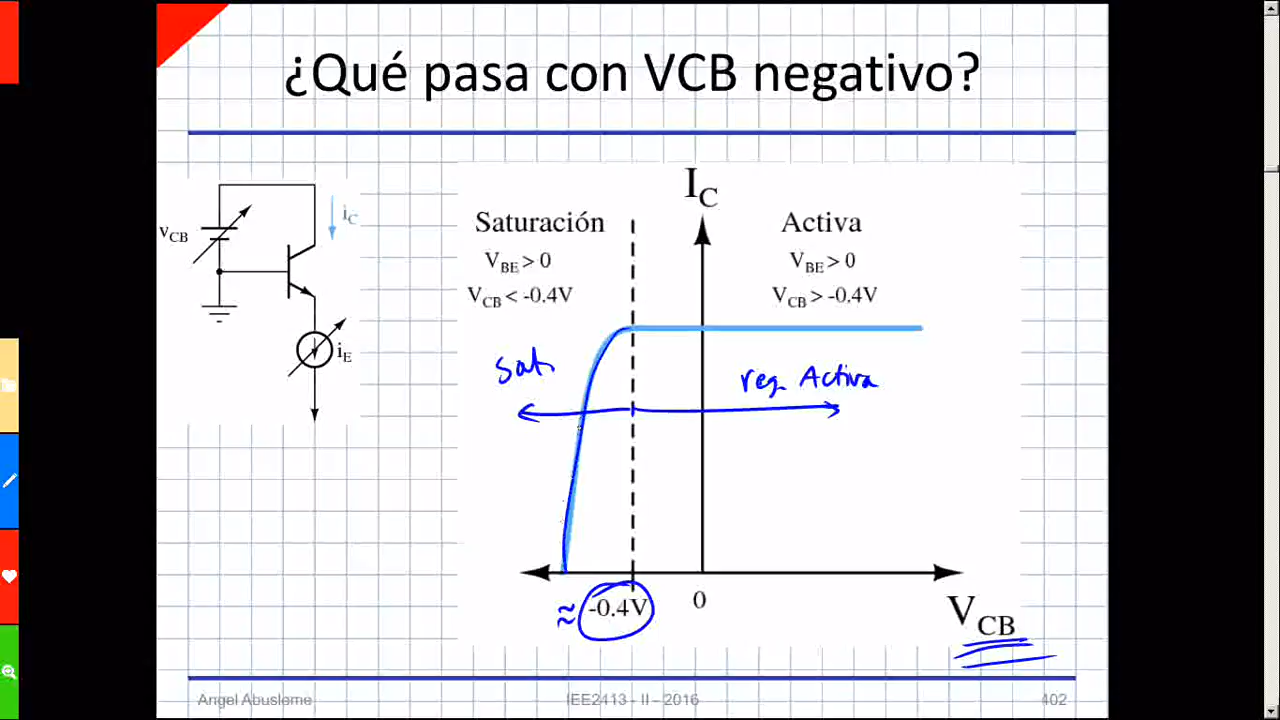 ¿Qué pasa con VCB negativo?
vCB
iC
iE
IC
Saturación
VBE > 0
VCB < -0.4V
Activa
VBE > 0
VCB > -0.4V
sat.
reg. Activa
≈ -0.4V
0
VCB
Angel Abusleme
IEE2413 - II - 2016
402